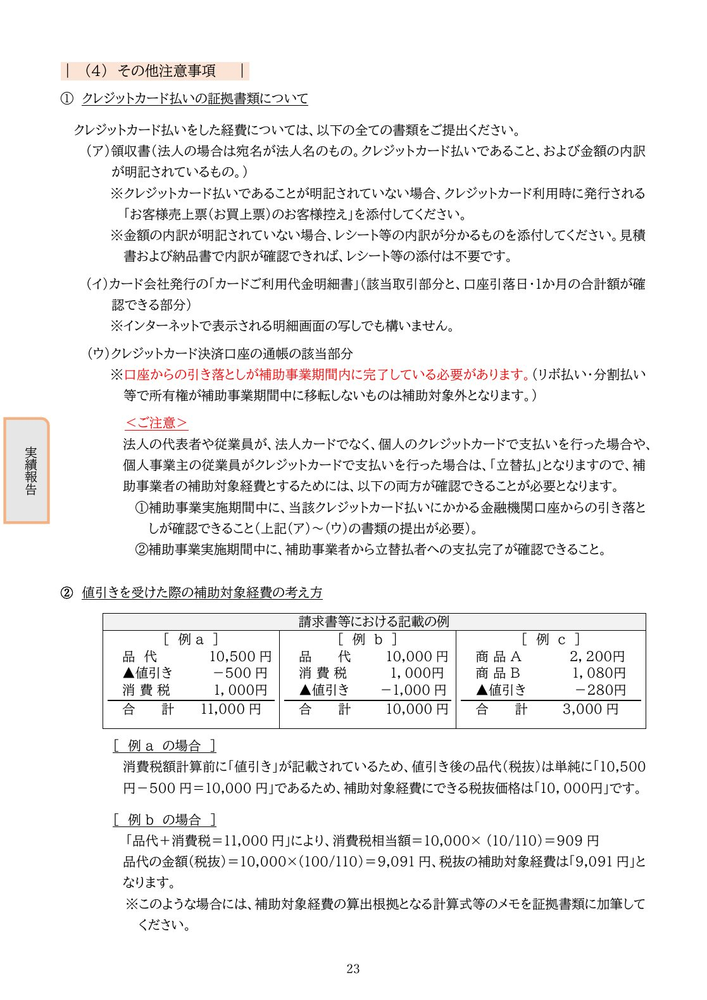 | （4） その他注意事項 |
① クレジットカード払いの証拠書類について
クレジットカード払いをした経費については、以下の全ての書類をご提出ください。
（ア）領収書（法人の場合は宛名が法人名のもの。クレジットカード払いであること、および金額の内訳
が明記されているもの。）
※クレジットカード払いであることが明記されていない場合、クレジットカード利用時に発行される
「お客様売上票（お買上票）のお客様控え」を添付してください。
※金額の内訳が明記されていない場合、レシート等の内訳が分かるものを添付してください。見積
書および納品書で内訳が確認できれば、レシート等の添付は不要です。
（イ）カード会社発行の「カードご利用代金明細書」（該当取引部分と、口座引落日・1か月の合計額が確
認できる部分）
※インターネットで表示される明細画面の写しでも構いません。
（ウ）クレジットカード決済口座の通帳の該当部分
※口座からの引き落としが補助事業期間内に完了している必要があります。（リボ払い・分割払い
等で所有権が補助事業期間中に移転しないものは補助対象外となります。）
＜ご注意＞
法人の代表者や従業員が、法人カードでなく、個人のクレジットカードで支払いを行った場合や、
個人事業主の従業員がクレジットカードで支払いを行った場合は、「立替払」となりますので、補
助事業者の補助対象経費とするためには、以下の両方が確認できることが必要となります。
①補助事業実施期間中に、当該クレジットカード払いにかかる金融機関口座からの引き落と
しが確認できること（上記（ア）～（ウ）の書類の提出が必要）。
②補助事業実施期間中に、補助事業者から立替払者への支払完了が確認できること。
実績報告
② 値引きを受けた際の補助対象経費の考え方
請求書等における記載の例
［ 例 a ］ ［ 例 b ］ ［ 例 c ］
品 代 10,500 円 品 代 10,000 円 商 品 A 2,200円
▲値引き －500 円 消 費 税 1,000円 商 品 B 1,080円
消 費 税 1,000円 ▲値引き －1,000 円 ▲値引き －280円
合 計 11,000 円 合 計 10,000 円 合 計 3,000 円
［ 例 a の場合 ］
消費税額計算前に「値引き」が記載されているため、値引き後の品代（税抜）は単純に「10,500
円－500 円＝10,000 円」であるため、補助対象経費にできる税抜価格は「10,000円」です。
［ 例 b の場合 ］
「品代＋消費税＝11,000 円」により、消費税相当額＝10,000×（10/110）＝909 円
品代の金額（税抜）＝10,000×（100/110）＝9,091 円、税抜の補助対象経費は「9,091 円」と
なります。
※このような場合には、補助対象経費の算出根拠となる計算式等のメモを証拠書類に加筆して
ください。
23